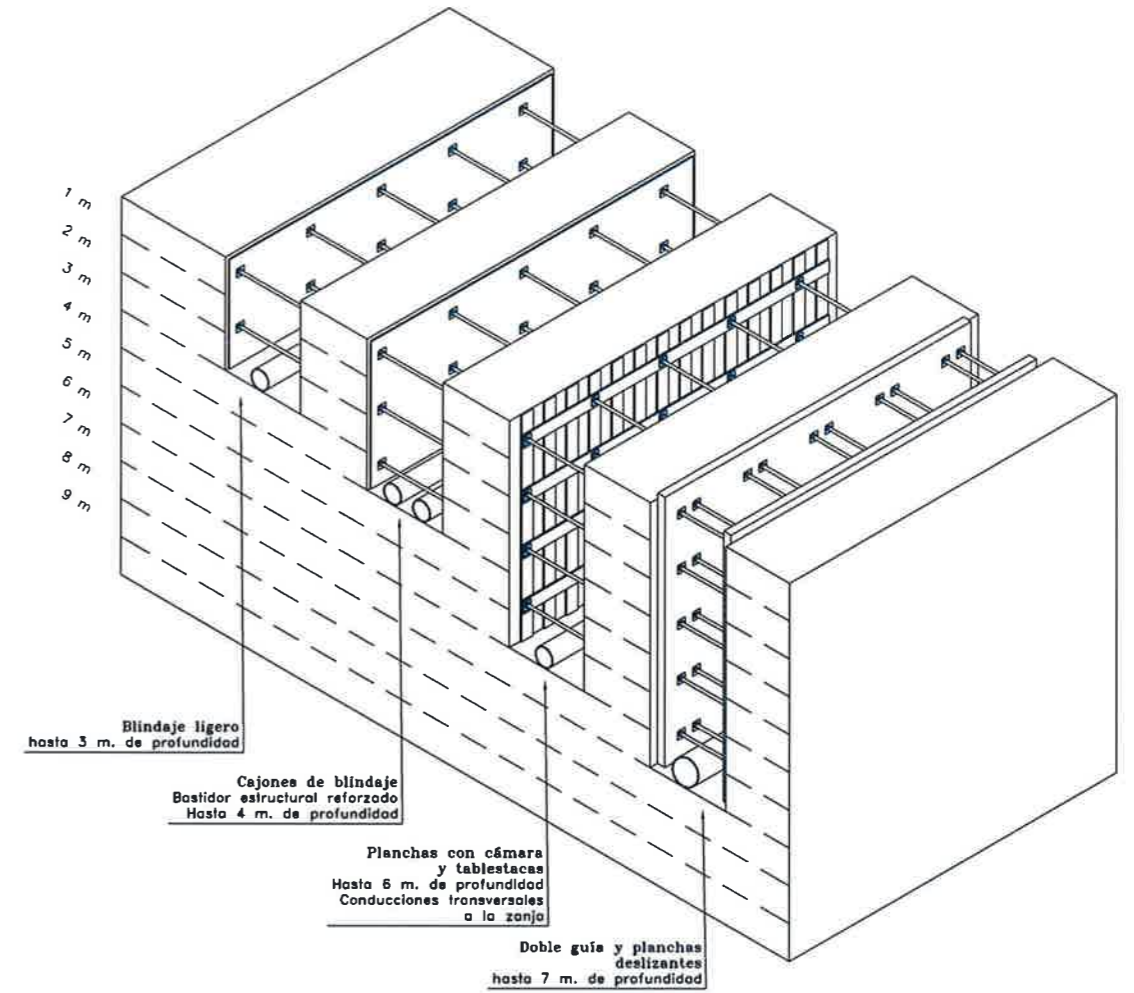 1 m
2 m
3 m
4 m
5 m
6 m
7 m
8 m
9 m
Blindaje ligero
hasta 3 m. de profundidad
Cajones de blindaje
Bastidor estructural reforzado
Hasta 4 m. de profundidad
Planchas con cámara
y tablestacas
Hasta 6 m. de profundidad
Conducciones transversales
a la zanja
Doble guía y planchas
deslizantes
hasta 7 m. de profundidad